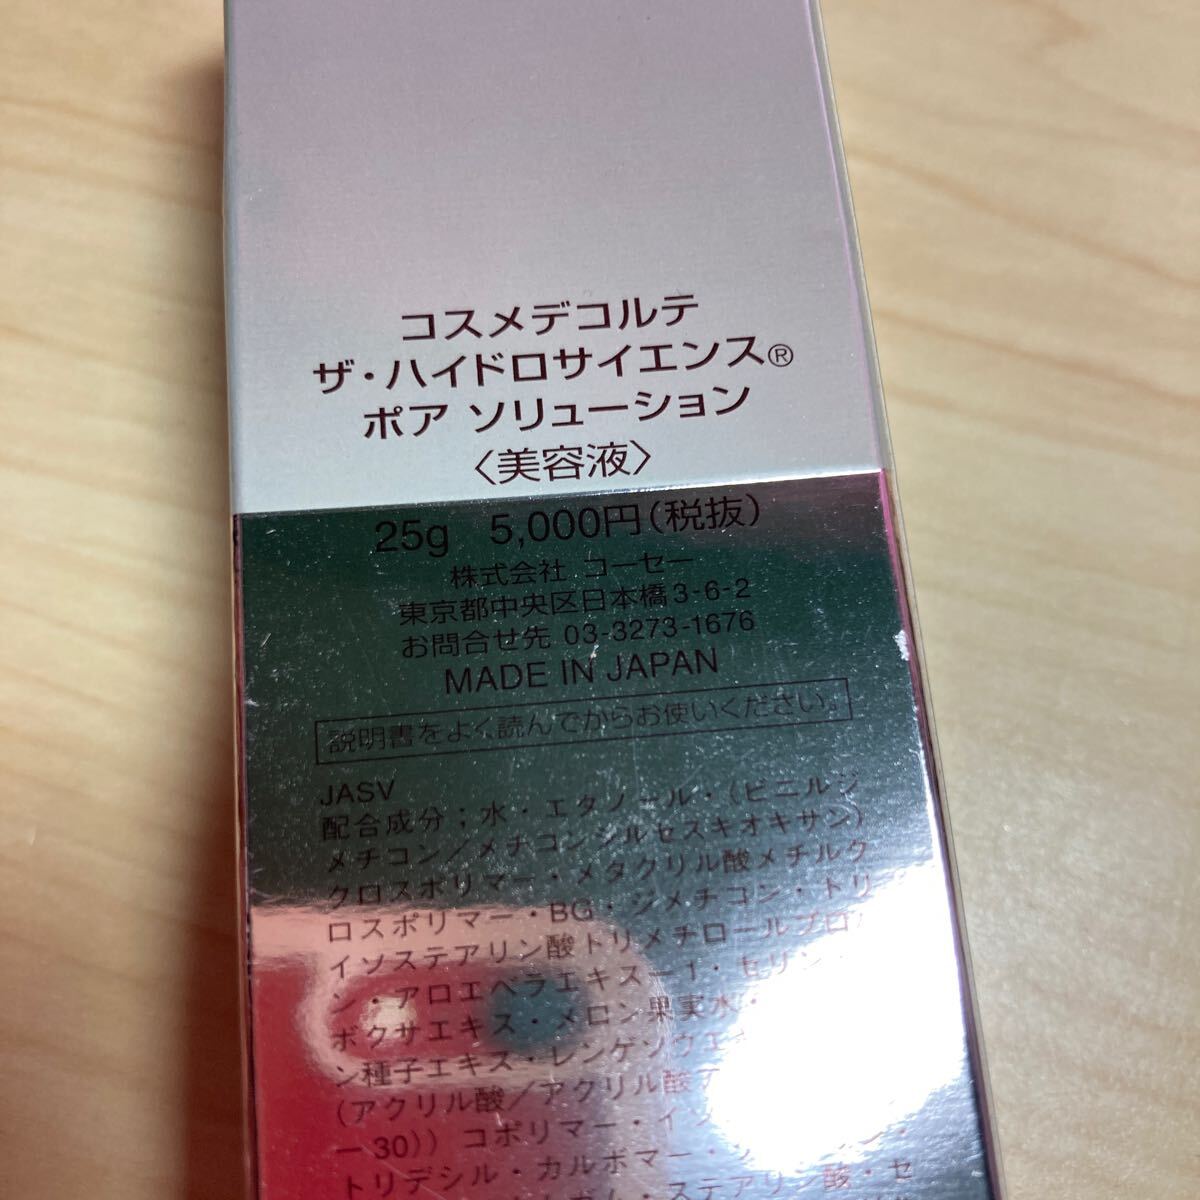 コスメデコルテ
ザ・ハイドロサイエンス®
ポア ソリューション
〈美容液〉
25g 5,000円(税抜)
株式会社 コーセー
東京都中央区日本橋3-6-2
お問合せ先 03-3273-1676
MADE IN JAPAN
説明書をよく読んでからお使いください。
JASV
配合成分;水・エタノール・(ビニルジ
メチコン/メチコンシルセスキオキサン)
クロスポリマー・メタクリル酸メチルク
ロスポリマー・BG・ジメチコン・トリ
イソステアリン酸トリメチロールプロパ
ン・アロエベラエキス-1・セリン・
ボクサエキス・メロン果実水・
ン種子エキス・レンゲソウエキ
(アクリル酸/アクリル酸
ー30)) コポリマー・イソ
トリデシル・カルボマー・
ステアリン酸・セ